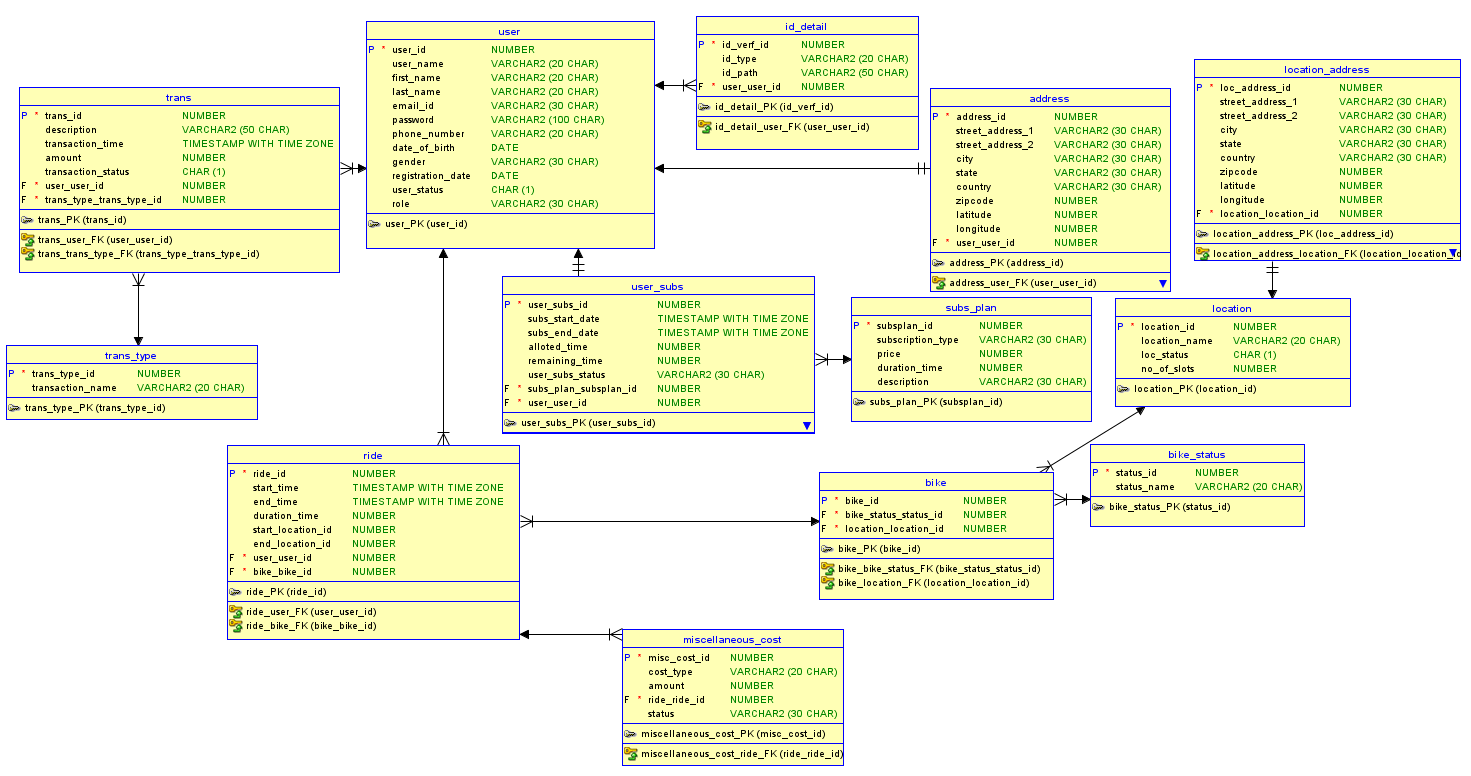 user
P * user_id NUMBER
user_name VARCHAR2 (20 CHAR)
first_name VARCHAR2 (20 CHAR)
last_name VARCHAR2 (20 CHAR)
email_id VARCHAR2 (30 CHAR)
password VARCHAR2 (100 CHAR)
phone_number VARCHAR2 (20 CHAR)
date_of_birth DATE
gender VARCHAR2 (30 CHAR)
registration_date DATE
user_status CHAR (1)
role VARCHAR2 (30 CHAR)
user_PK (user_id)
id_detail
P * id_verf_id NUMBER
id_type VARCHAR2 (20 CHAR)
id_path VARCHAR2 (50 CHAR)
F * user_user_id NUMBER
id_detail_PK (id_verf_id)
id_detail_user_FK (user_user_id)
location_address
P * loc_address_id NUMBER
street_address_1 VARCHAR2 (30 CHAR)
street_address_2 VARCHAR2 (30 CHAR)
city VARCHAR2 (30 CHAR)
state VARCHAR2 (30 CHAR)
country VARCHAR2 (30 CHAR)
zipcode NUMBER
latitude NUMBER
longitude NUMBER
F * location_location_id NUMBER
location_address_PK (loc_address_id)
location_address_location_FK (location_location_id
trans
P * trans_id NUMBER
description VARCHAR2 (50 CHAR)
transaction_time TIMESTAMP WITH TIME ZONE
amount NUMBER
transaction_status CHAR (1)
F * user_user_id NUMBER
F * trans_type_trans_type_id NUMBER
trans_PK (trans_id)
trans_user_FK (user_user_id)
trans_trans_type_FK (trans_type_trans_type_id)
address
P * address_id NUMBER
street_address_1 VARCHAR2 (30 CHAR)
street_address_2 VARCHAR2 (30 CHAR)
city VARCHAR2 (30 CHAR)
state VARCHAR2 (30 CHAR)
country VARCHAR2 (30 CHAR)
zipcode NUMBER
latitude NUMBER
longitude NUMBER
F * user_user_id NUMBER
address_PK (address_id)
address_user_FK (user_user_id)
user_subs
P * user_subs_id NUMBER
subs_start_date TIMESTAMP WITH TIME ZONE
subs_end_date TIMESTAMP WITH TIME ZONE
alloted_time NUMBER
remaining_time NUMBER
user_subs_status VARCHAR2 (30 CHAR)
F * subs_plan_subsplan_id NUMBER
F * user_user_id NUMBER
user_subs_PK (user_subs_id)
subs_plan
P * subsplan_id NUMBER
subscription_type VARCHAR2 (30 CHAR)
price NUMBER
duration_time NUMBER
description VARCHAR2 (30 CHAR)
subs_plan_PK (subsplan_id)
location
P * location_id NUMBER
location_name VARCHAR2 (20 CHAR)
loc_status CHAR (1)
no_of_slots NUMBER
location_PK (location_id)
trans_type
P * trans_type_id NUMBER
transaction_name VARCHAR2 (20 CHAR)
trans_type_PK (trans_type_id)
ride
P * ride_id NUMBER
start_time TIMESTAMP WITH TIME ZONE
end_time TIMESTAMP WITH TIME ZONE
duration_time NUMBER
start_location_id NUMBER
end_location_id NUMBER
F * user_user_id NUMBER
F * bike_bike_id NUMBER
ride_PK (ride_id)
ride_user_FK (user_user_id)
ride_bike_FK (bike_bike_id)
bike
P * bike_id NUMBER
F * bike_status_status_id NUMBER
F * location_location_id NUMBER
bike_PK (bike_id)
bike_bike_status_FK (bike_status_status_id)
bike_location_FK (location_location_id)
bike_status
P * status_id NUMBER
status_name VARCHAR2 (20 CHAR)
bike_status_PK (status_id)
miscellaneous_cost
P * misc_cost_id NUMBER
cost_type VARCHAR2 (20 CHAR)
amount NUMBER
F * ride_ride_id NUMBER
status VARCHAR2 (30 CHAR)
miscellaneous_cost_PK (misc_cost_id)
miscellaneous_cost_ride_FK (ride_ride_id)